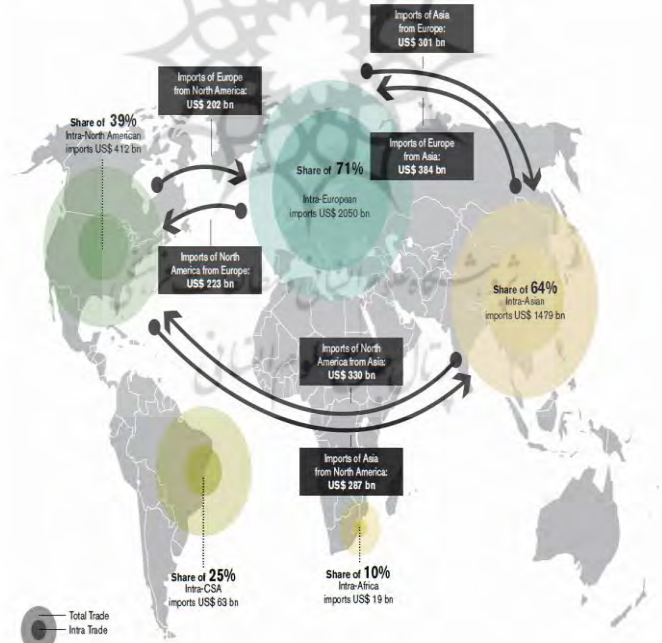 Imports of Asia
from Europe:
US$ 301 bn
Imports of Europe
from North America:
US$ 202 bn
Share of 39%
Intra-North American
imports US$ 412 bn
Imports of Europe
from Asia:
US$ 384 bn
Share of 71%
Intra-European
imports US$ 2050 bn
Imports of North
America from Europe:
US$ 223 bn
Share of 64%
Intra-Asian
imports US$ 1479 bn
Imports of North
America from Asia:
US$ 330 bn
Imports of Asia
from North America:
US$ 287 bn
Share of 25%
Intra-CSA
imports US$ 63 bn
Share of 10%
Intra-Africa
imports US$ 19 bn
Total Trade
Intra Trade